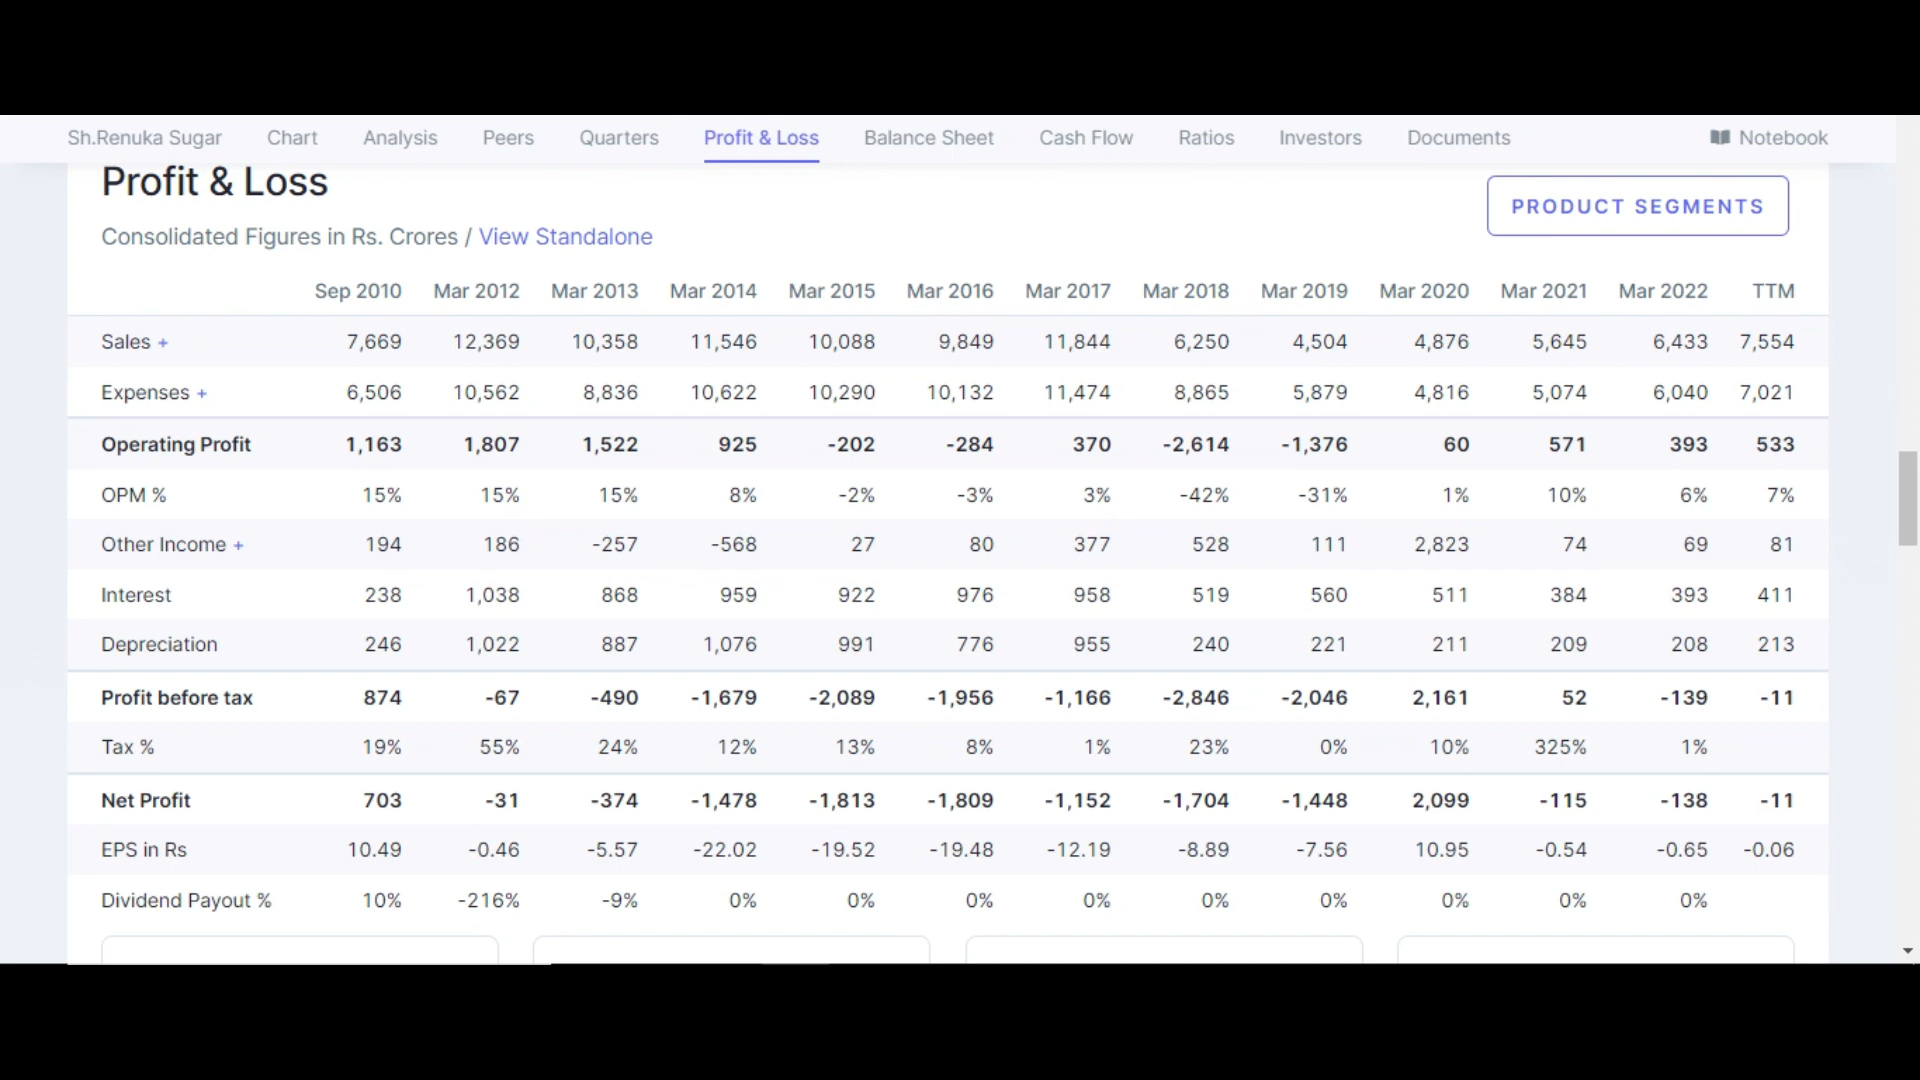 Sh.Renuka Sugar Chart Analysis Peers Quarters Profit & Loss Balance Sheet Cash Flow Ratios Investors Documents Notebook
Profit & Loss
PRODUCT SEGMENTS
Consolidated Figures in Rs. Crores / View Standalone
Sep 2010 Mar 2012 Mar 2013 Mar 2014 Mar 2015 Mar 2016 Mar 2017 Mar 2018 Mar 2019 Mar 2020 Mar 2021 Mar 2022 TTM
Sales + 7,669 12,369 10,358 11,546 10,088 9,849 11,844 6,250 4,504 4,876 5,645 6,433 7,554
Expenses + 6,506 10,562 8,836 10,622 10,290 10,132 11,474 8,865 5,879 4,816 5,074 6,040 7,021
Operating Profit 1,163 1,807 1,522 925 -202 -284 370 -2,614 -1,376 60 571 393 533
OPM % 15% 15% 15% 8% -2% -3% 3% -42% -31% 1% 10% 6% 7%
Other Income + 194 186 -257 -568 27 80 377 528 111 2,823 74 69 81
Interest 238 1,038 868 959 922 976 958 519 560 511 384 393 411
Depreciation 246 1,022 887 1,076 991 776 955 240 221 211 209 208 213
Profit before tax 874 -67 -490 -1,679 -2,089 -1,956 -1,166 -2,846 -2,046 2,161 52 -139 -11
Tax % 19% 55% 24% 12% 13% 8% 1% 23% 0% 10% 325% 1%
Net Profit 703 -31 -374 -1,478 -1,813 -1,809 -1,152 -1,704 -1,448 2,099 -115 -138 -11
EPS in Rs 10.49 -0.46 -5.57 -22.02 -19.52 -19.48 -12.19 -8.89 -7.56 10.95 -0.54 -0.65 -0.06
Dividend Payout % 10% -216% -9% 0% 0% 0% 0% 0% 0% 0% 0% 0%